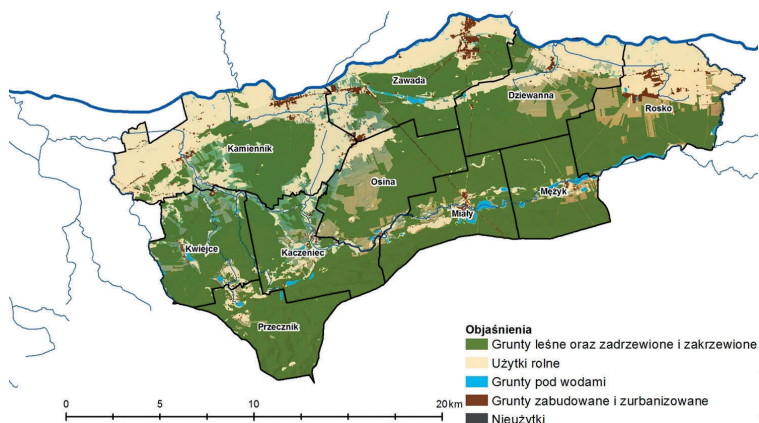 Zawada
Dziewanna
Rosko
Kamiennik
Osina
Mężyk
Miały
Kwiejce
Kaczeniec
Przecznik
Objaśnienia
Grunty leśne oraz zadrzewione i zakrzewione
Użytki rolne
Grunty pod wodami
Grunty zabudowane i zurbanizowane
Nieużytki
0 5 10 20 km